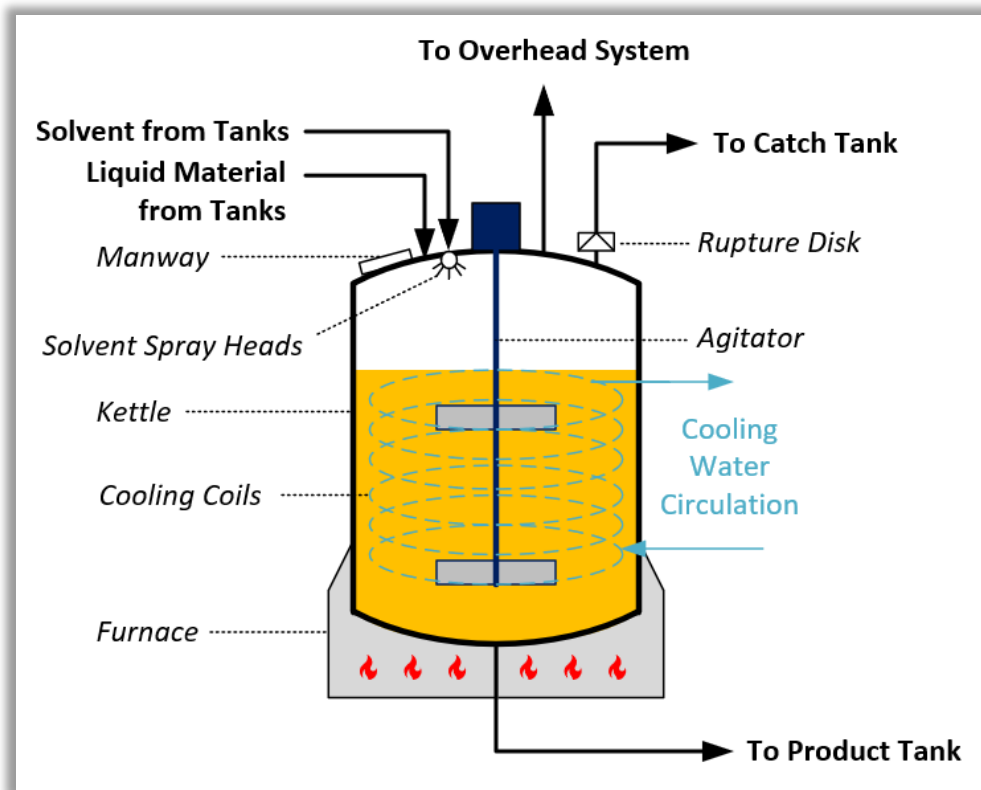 To Overhead System
Solvent from Tanks
To Catch Tank
Liquid Material
from Tanks
Manway
Rupture Disk
Solvent Spray Heads
Agitator
Kettle
Cooling
Water
Circulation
Cooling Coils
Furnace
To Product Tank